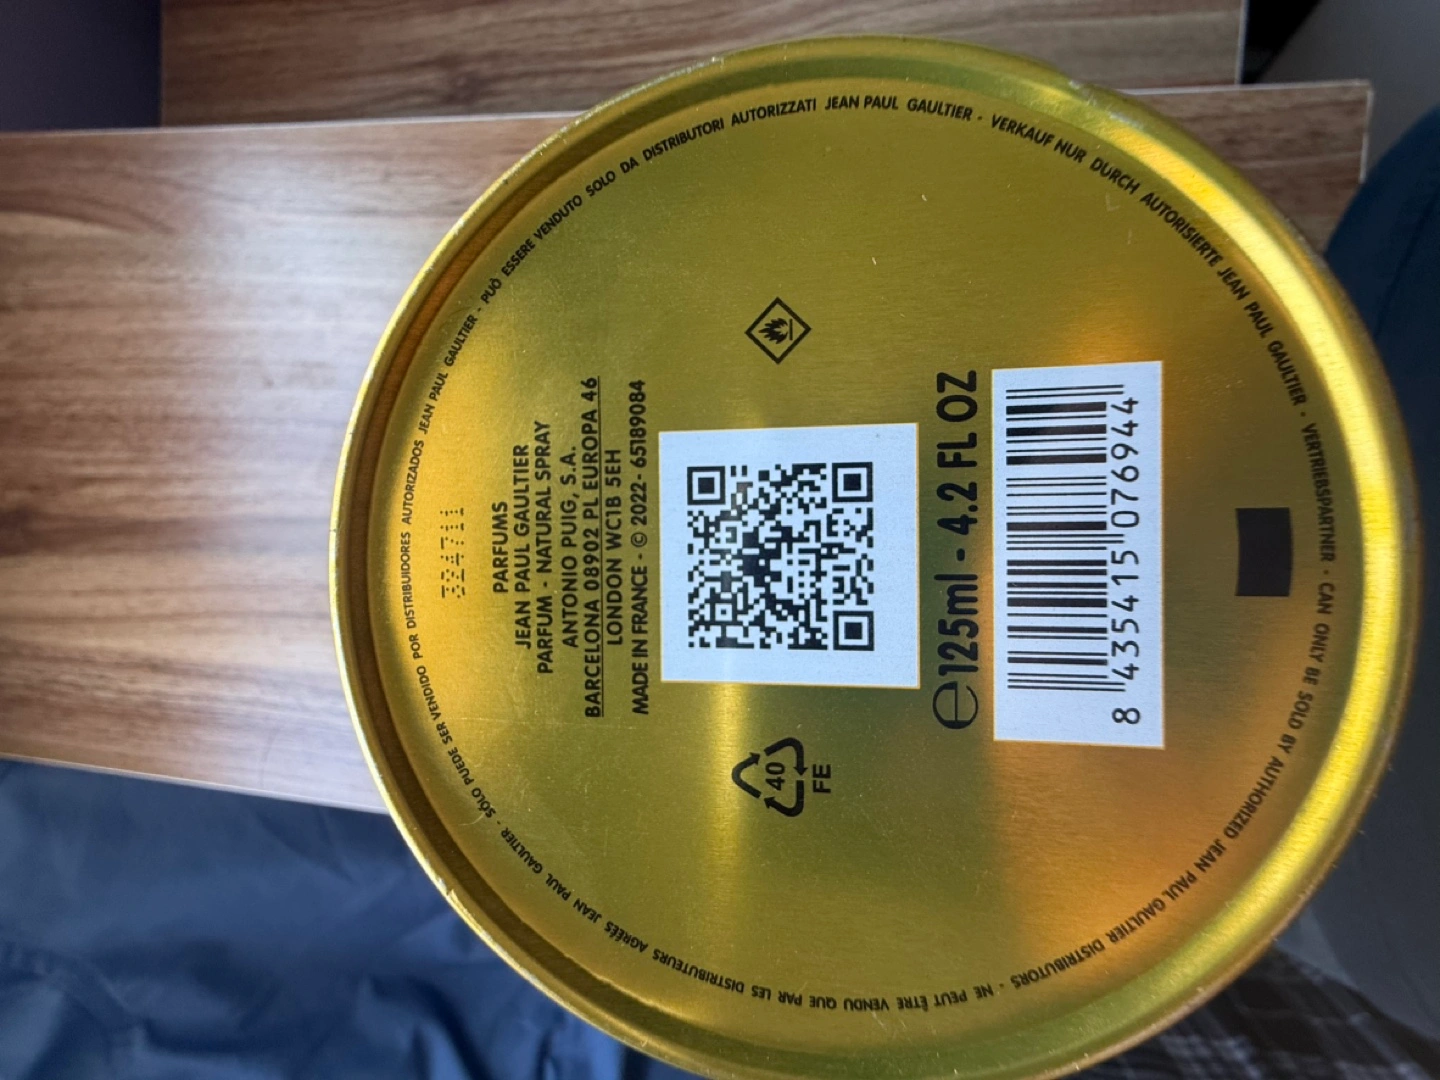 324711
PARFUMS
JEAN PAUL GAULTIER
PARFUM - NATURAL SPRAY
ANTONIO PUIG, S.A.
BARCELONA 08902 PL EUROPA 46
LONDON WC1B 5EH
MADE IN FRANCE - © 2022- 65189084
40
FE
℮125ml - 4.2 FL OZ
8 435415 076944
CAN ONLY BE SOLD BY AUTHORIZED JEAN PAUL GAULTIER DISTRIBUTORS - NE PEUT ÊTRE VENDU QUE PAR LES DISTRIBUTEURS AGRÉÉS JEAN PAUL GAULTIER - SÓLO PUEDE SER VENDIDO POR DISTRIBUIDORES AUTORIZADOS JEAN PAUL GAULTIER - PUÒ ESSERE VENDUTO SOLO DA DISTRIBUTORI AUTORIZZATI JEAN PAUL GAULTIER - VERKAUF NUR DURCH AUTORISIERTE JEAN PAUL GAULTIER - VERTRIEBSPARTNER -